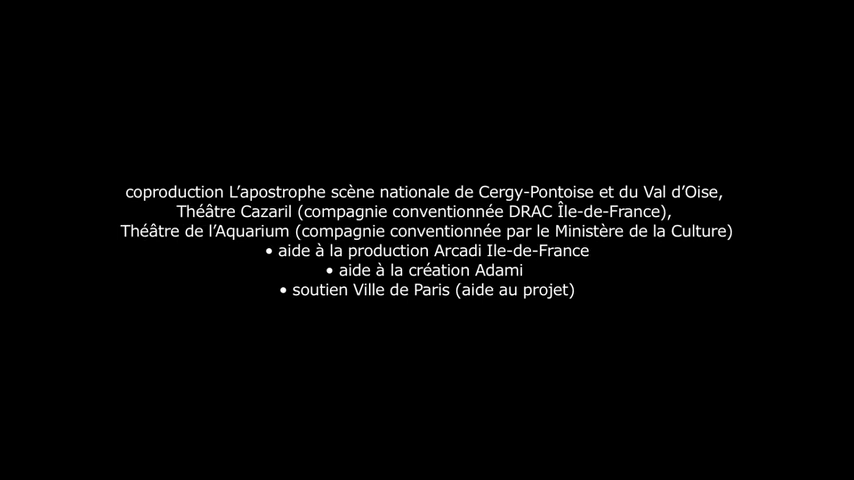 coproduction L’apostrophe scène nationale de Cergy-Pontoise et du Val d’Oise,
Théâtre Cazaril (compagnie conventionnée DRAC Île-de-France),
Théâtre de l’Aquarium (compagnie conventionnée par le Ministère de la Culture)
• aide à la production Arcadi Ile-de-France
• aide à la création Adami
• soutien Ville de Paris (aide au projet)